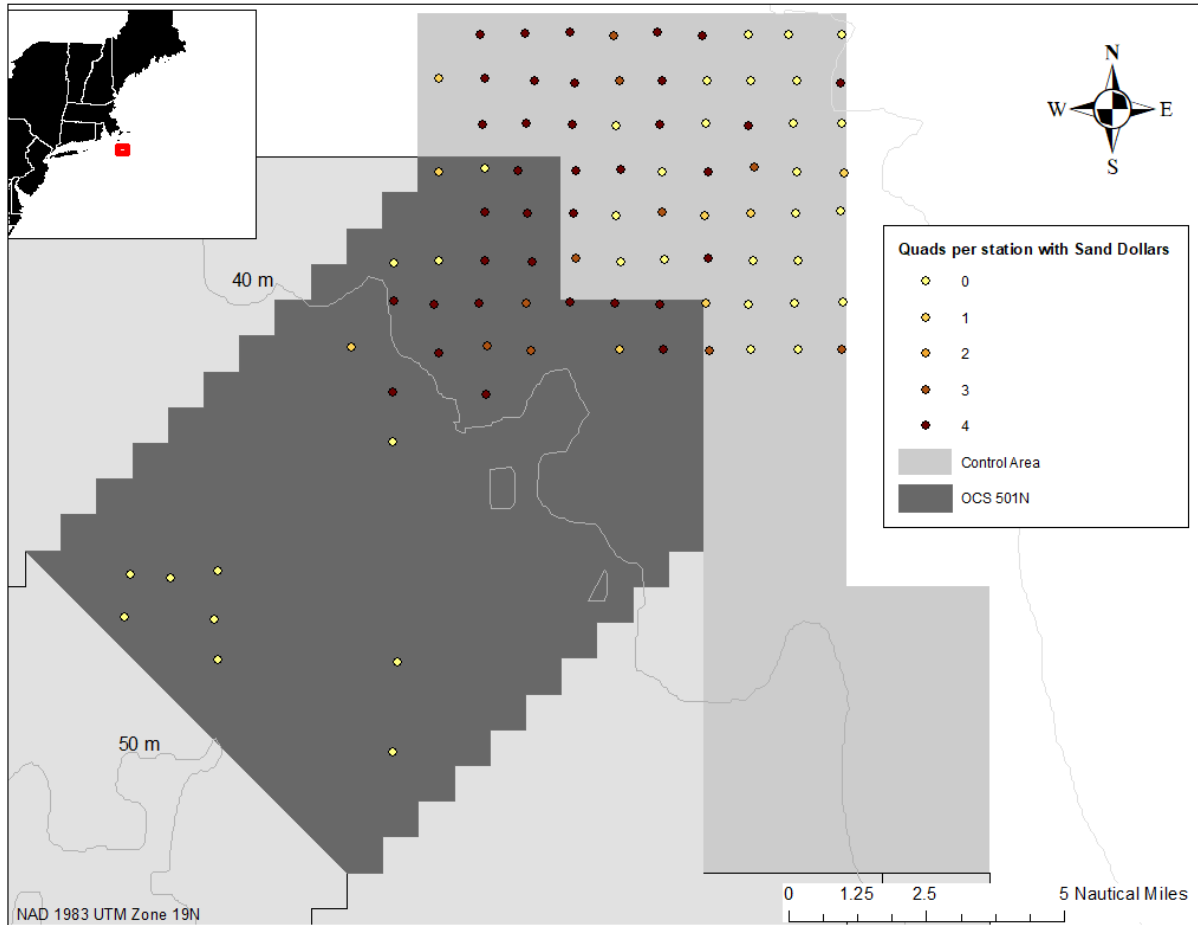 N
W E
S
Quads per station with Sand Dollars
0
1
2
3
4
Control Area
OCS 501N
40 m
50 m
0 1.25 2.5 5 Nautical Miles
NAD 1983 UTM Zone 19N